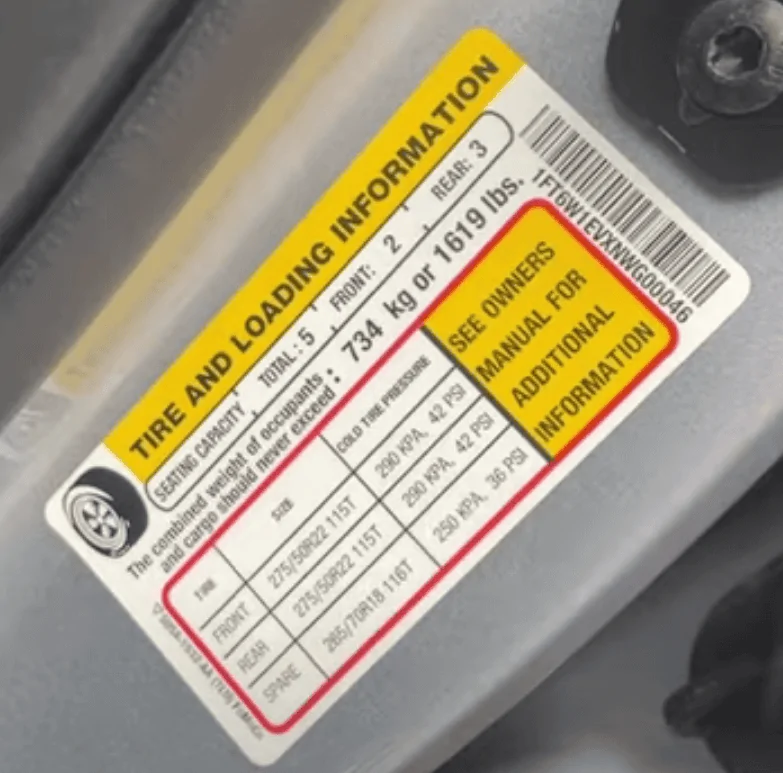 TIRE AND LOADING INFORMATION
SEATING CAPACITY TOTAL: 5 FRONT: 2 REAR: 3
The combined weight of occupants
and cargo should never exceed: 734 kg or 1619 lbs.
TIRE SIZE COLD TIRE PRESSURE
FRONT 275/50R22 115T 290 KPA, 42 PSI
REAR 275/50R22 115T 290 KPA, 42 PSI
SPARE 265/70R18 116T 250 KPA, 36 PSI
SEE OWNERS
MANUAL FOR
ADDITIONAL
INFORMATION
1FT6W1EVXNWG00046